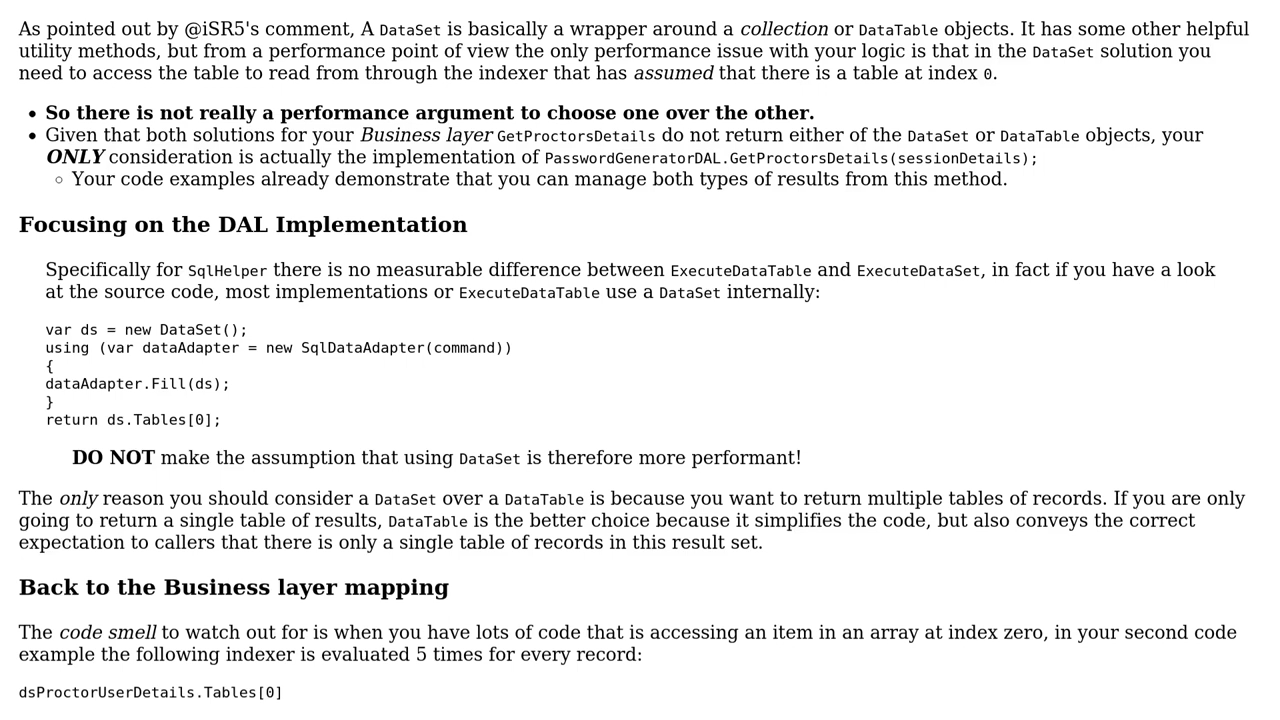 As pointed out by @iSR5's comment, A DataSet is basically a wrapper around a collection or DataTable objects. It has some other helpful
utility methods, but from a performance point of view the only performance issue with your logic is that in the DataSet solution you
need to access the table to read from through the indexer that has assumed that there is a table at index 0.
• So there is not really a performance argument to choose one over the other.
• Given that both solutions for your Business layer GetProctorsDetails do not return either of the DataSet or DataTable objects, your
ONLY consideration is actually the implementation of PasswordGeneratorDAL.GetProctorsDetails(sessionDetails);
◦ Your code examples already demonstrate that you can manage both types of results from this method.
Focusing on the DAL Implementation
Specifically for SqlHelper there is no measurable difference between ExecuteDataTable and ExecuteDataSet, in fact if you have a look
at the source code, most implementations or ExecuteDataTable use a DataSet internally:
var ds = new DataSet();
using (var dataAdapter = new SqlDataAdapter(command))
{
dataAdapter.Fill(ds);
}
return ds.Tables[0];
DO NOT make the assumption that using DataSet is therefore more performant!
The only reason you should consider a DataSet over a DataTable is because you want to return multiple tables of records. If you are only
going to return a single table of results, DataTable is the better choice because it simplifies the code, but also conveys the correct
expectation to callers that there is only a single table of records in this result set.
Back to the Business layer mapping
The code smell to watch out for is when you have lots of code that is accessing an item in an array at index zero, in your second code
example the following indexer is evaluated 5 times for every record:
dsProctorUserDetails.Tables[0]